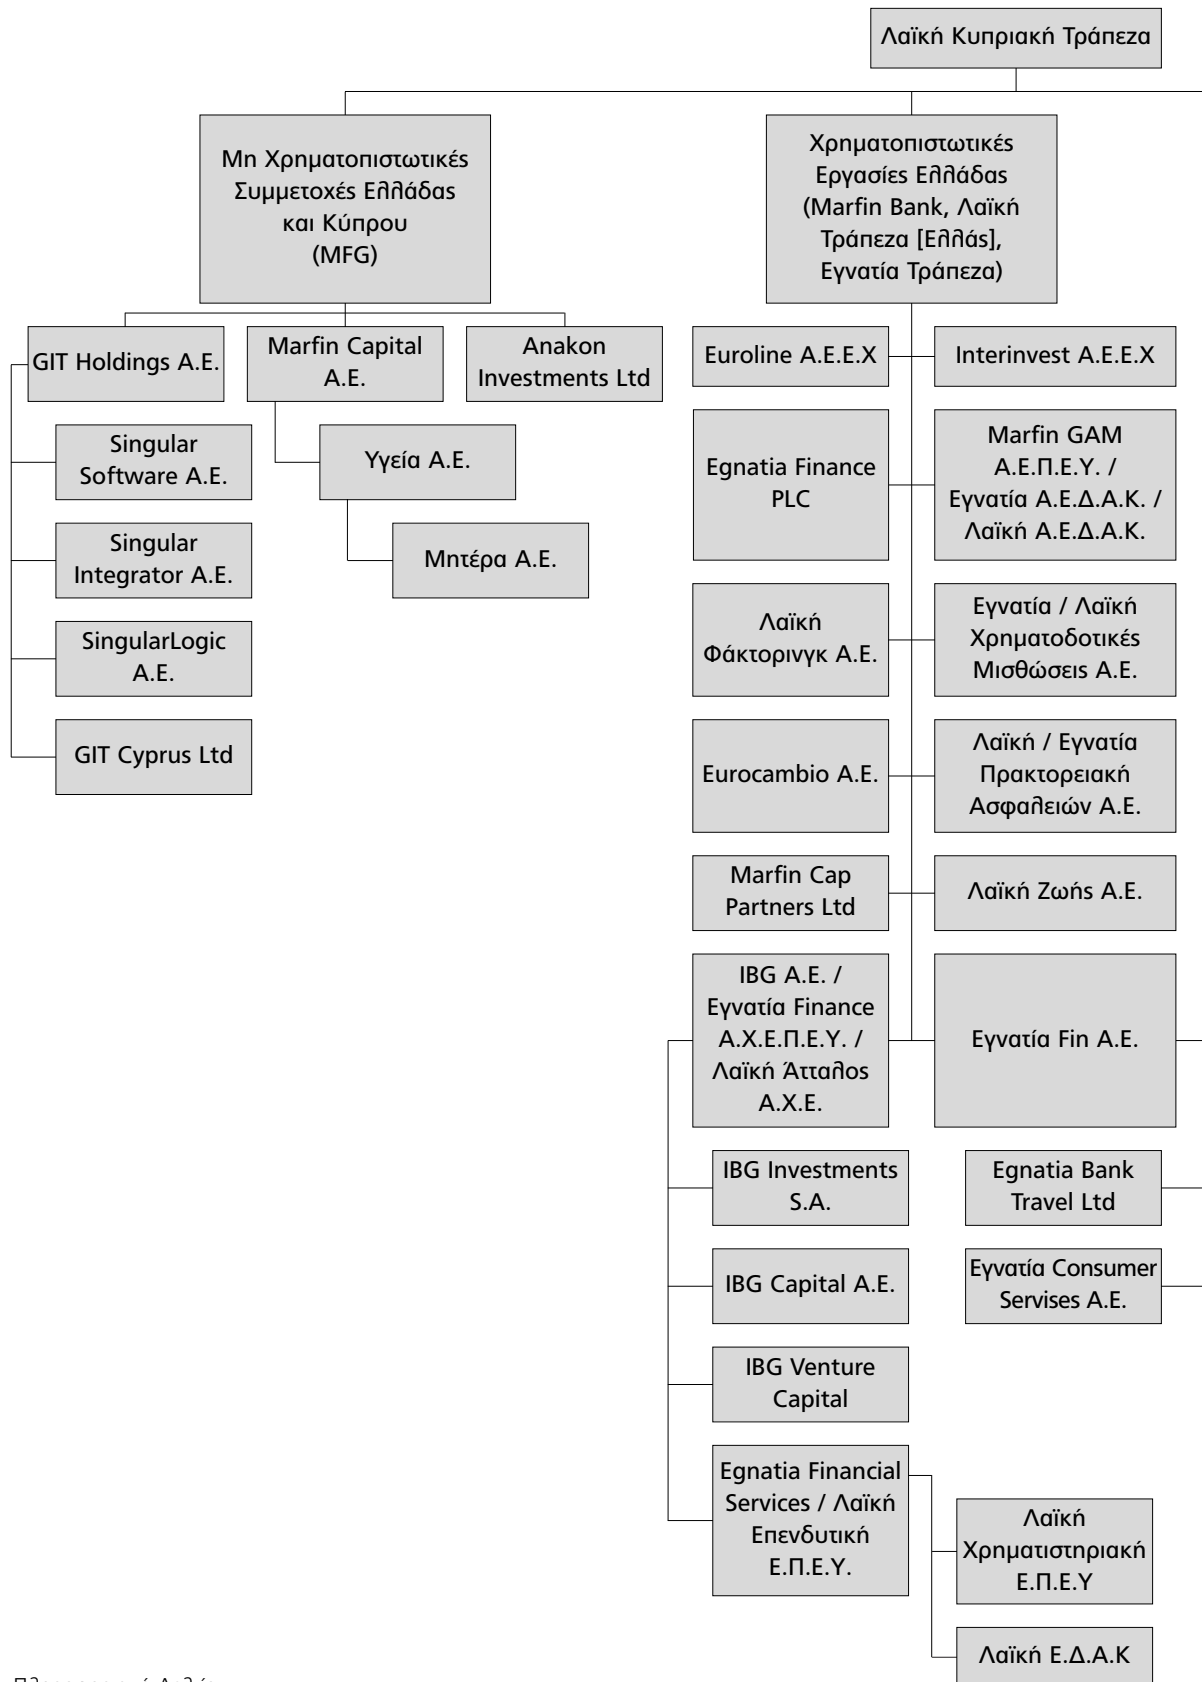 Λαϊκή Κυπριακή Τράπεζα
Μη Χρηματοπιστωτικές
Συμμετοχές Ελλάδας
και Κύπρου
(MFG)
Χρηματοπιστωτικές
Εργασίες Ελλάδας
(Marfin Bank, Λαϊκή
Τράπεζα [Ελλάς],
Εγνατία Τράπεζα)
GIT Holdings Α.Ε.
Marfin Capital
Α.Ε.
Anakon
Investments Ltd
Singular
Software Α.Ε.
Υγεία Α.Ε.
Singular
Integrator Α.Ε.
Μητέρα Α.Ε.
SingularLogic
Α.Ε.
GIT Cyprus Ltd
Euroline Α.Ε.Ε.Χ
Interinvest Α.Ε.Ε.Χ
Egnatia Finance
PLC
Marfin GAM
Α.Ε.Π.Ε.Υ. /
Εγνατία Α.Ε.Δ.Α.Κ. /
Λαϊκή Α.Ε.Δ.Α.Κ.
Λαϊκή
Φάκτορινγκ Α.Ε.
Εγνατία / Λαϊκή
Χρηματοδοτικές
Μισθώσεις Α.Ε.
Eurocambio Α.Ε.
Λαϊκή / Εγνατία
Πρακτορειακή
Ασφαλειών Α.Ε.
Marfin Cap
Partners Ltd
Λαϊκή Ζωής Α.Ε.
IBG Α.Ε. /
Εγνατία Finance
Α.Χ.Ε.Π.Ε.Υ. /
Λαϊκή Άτταλος
Α.Χ.Ε.
Εγνατία Fin Α.Ε.
IBG Investments
S.A.
Egnatia Bank
Travel Ltd
IBG Capital Α.Ε.
Εγνατία Consumer
Servises Α.Ε.
IBG Venture
Capital
Egnatia Financial
Services / Λαϊκή
Επενδυτική
Ε.Π.Ε.Υ.
Λαϊκή
Χρηματιστηριακή
Ε.Π.Ε.Υ
Λαϊκή Ε.Δ.Α.Κ